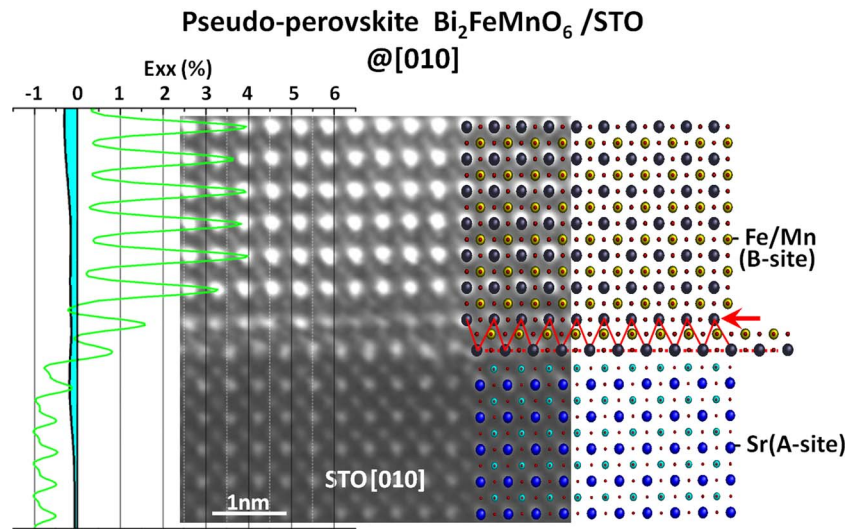 Pseudo-perovskite Bi₂FeMnO₆ /STO
@[010]
Exx (%)
-1 0 1 2 3 4 5 6
Fe/Mn
(B-site)
Sr(A-site)
STO[010]
1nm